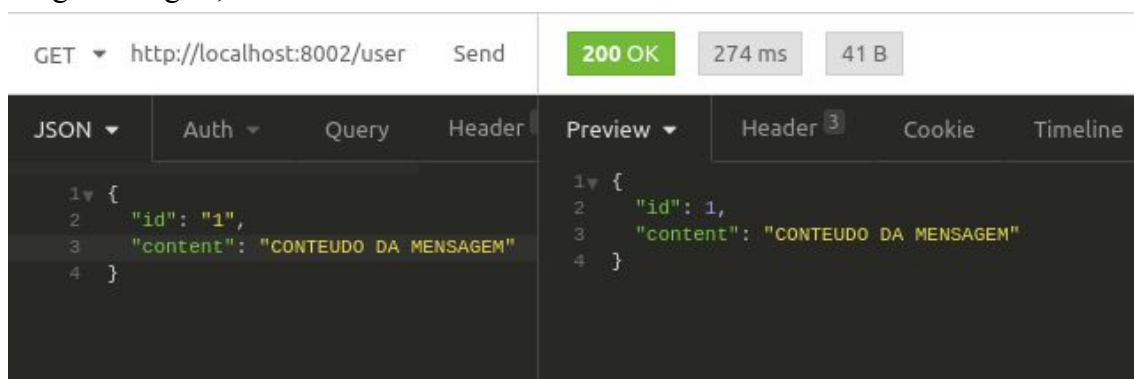 GET http://localhost:8002/user Send 200 OK 274 ms 41 B
JSON Auth Query Header Preview Header 3 Cookie Timeline
1 {
2 "id": "1",
3 "content": "CONTEUDO DA MENSAGEM"
4 }
1 {
2 "id": 1,
3 "content": "CONTEUDO DA MENSAGEM"
4 }